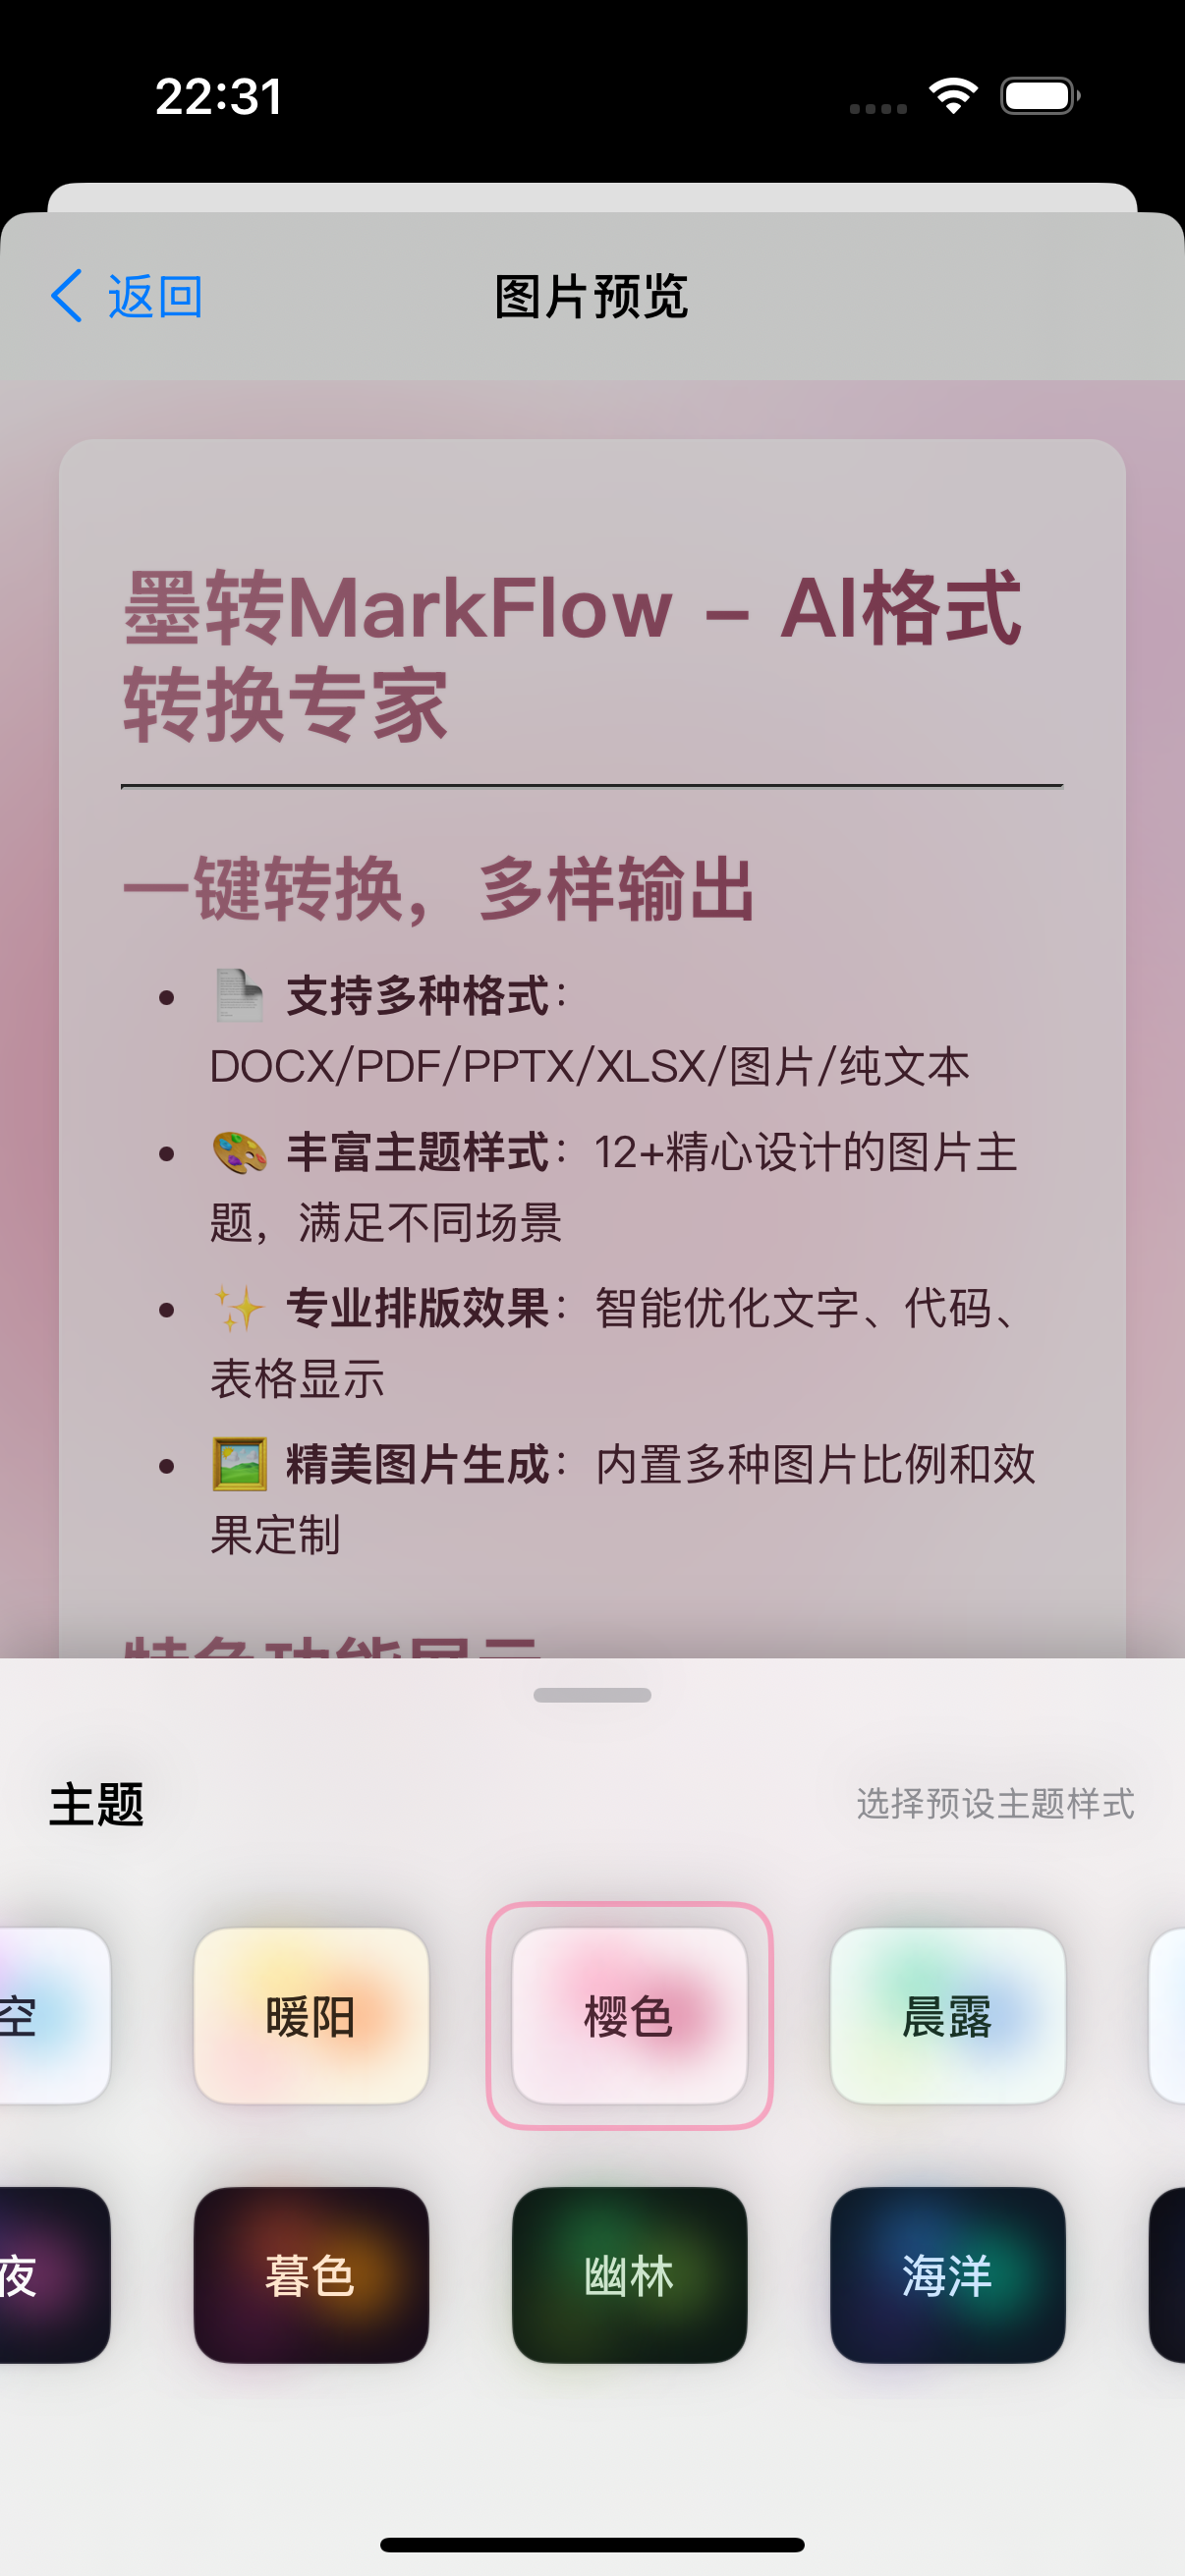 22:31
返回
图片预览
墨转MarkFlow – AI格式
转换专家
一键转换，多样输出
• 📄 支持多种格式：
DOCX/PDF/PPTX/XLSX/图片/纯文本
• 🎨 丰富主题样式：12+精心设计的图片主
题，满足不同场景
• ✨ 专业排版效果：智能优化文字、代码、
表格显示
• 🖼️ 精美图片生成：内置多种图片比例和效
果定制
特色功能展示
主题
选择预设主题样式
空
暖阳
樱色
晨露
夜
暮色
幽林
海洋